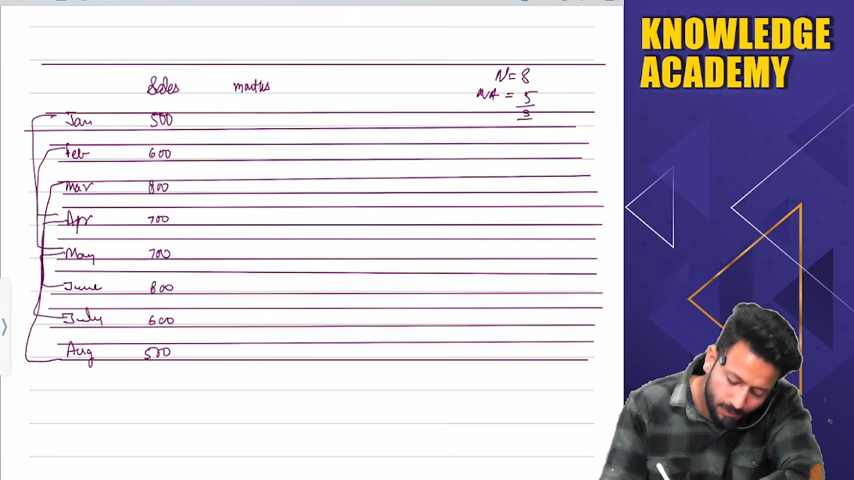 KNOWLEDGE
ACADEMY
Sales months N=8
MA = 5
3
Jan 500
Feb 600
Mar 800
Apr 700
May 700
June 800
July 600
Aug 500